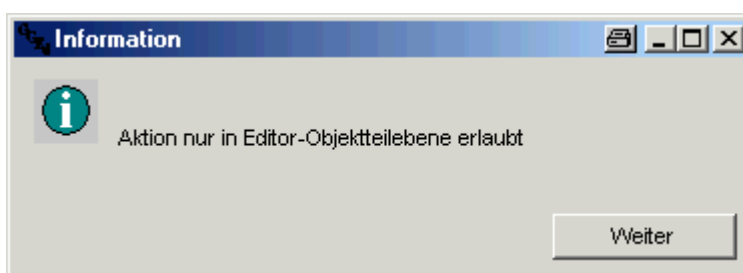 Information
Aktion nur in Editor-Objektteilebene erlaubt
Weiter